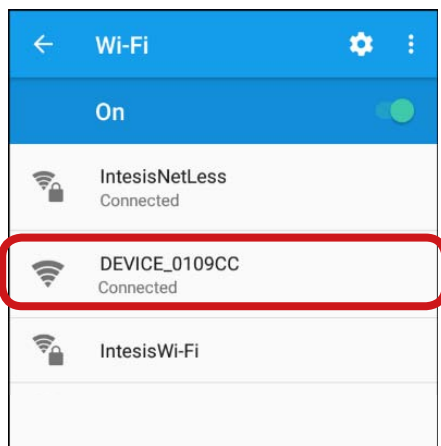 Wi-Fi
On
IntesisNetLess
Connected
DEVICE_0109CC
Connected
IntesisWi-Fi